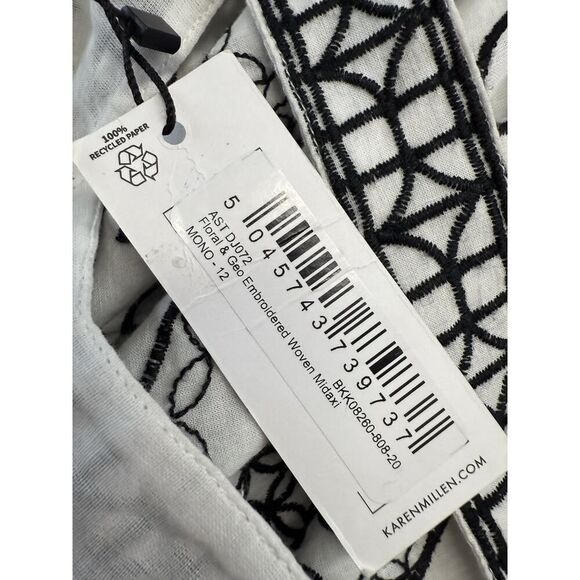 100%
RECYCLED PAPER
AST DJ072
Floral & Geo Embroidered Woven Midaxi
MONO - 12
BKK08260-808-20
5 045743 739737
KARENMILLEN.COM